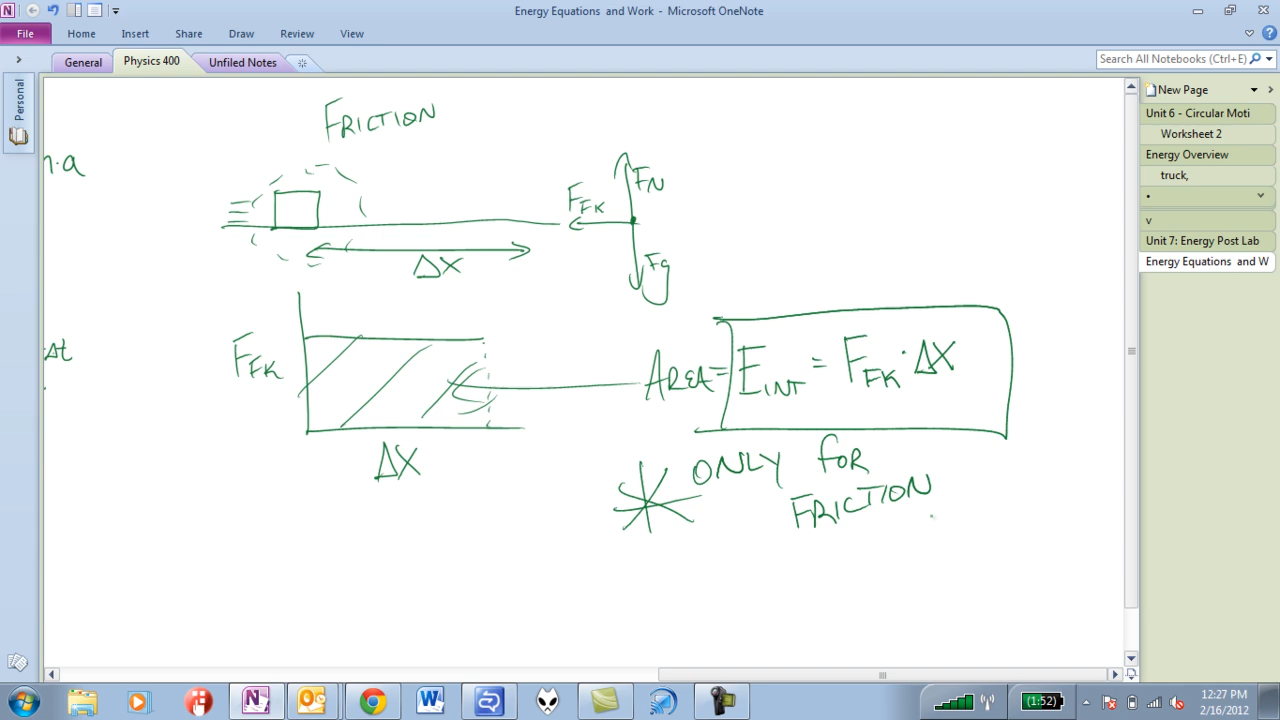 Energy Equations and Work - Microsoft OneNote
File Home Insert Share Draw Review View
General Physics 400 Unfiled Notes
Search All Notebooks (Ctrl+E)
Personal
New Page
Unit 6 - Circular Moti
Worksheet 2
Energy Overview
truck,
•
v
Unit 7: Energy Post Lab
Energy Equations and W
FRICTION
m·a
FFK FN
Fg
ΔX
Δt
FFK
ΔX
AREA = EINT = FFK · ΔX
* ONLY FOR
FRICTION
(1:52)
12:27 PM
2/16/2012